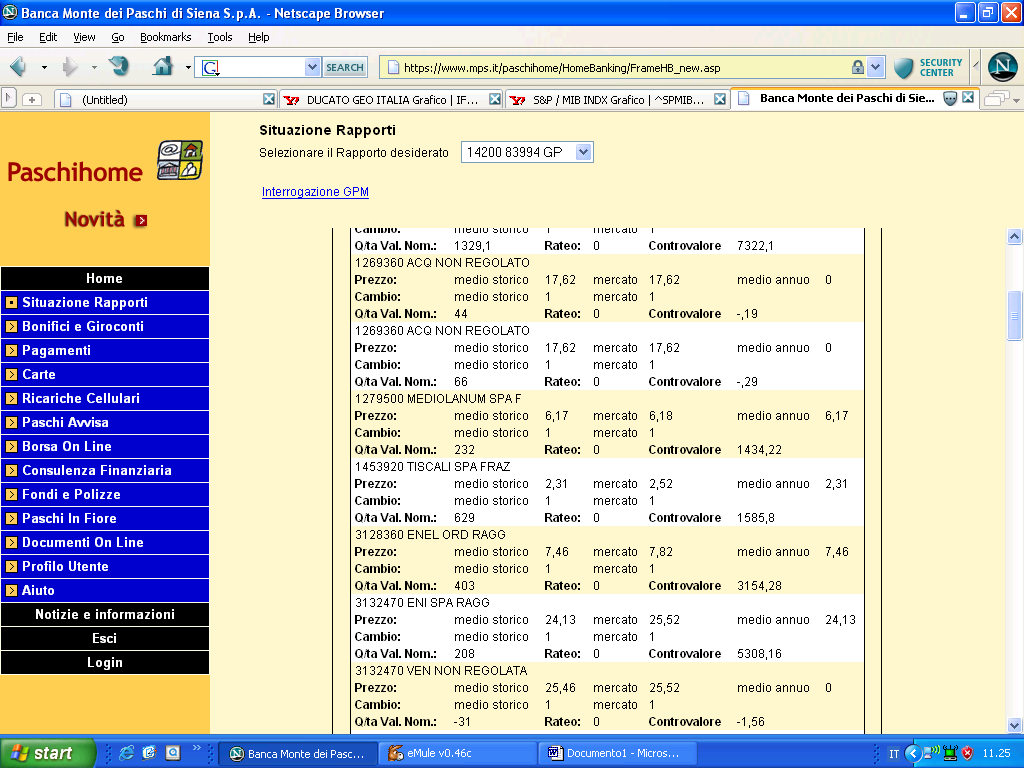 Banca Monte dei Paschi di Siena S.p.A. - Netscape Browser
File Edit View Go Bookmarks Tools Help
G SEARCH https://www.mps.it/paschihome/HomeBanking/FrameHB_new.asp SECURITY CENTER N
(Untitled) DUCATO GEO ITALIA Grafico | IF... S&P / MIB INDX Grafico | ^SPMIB... Banca Monte dei Paschi di Sie...
Paschihome
Novità
Home
Situazione Rapporti
Bonifici e Giroconti
Pagamenti
Carte
Ricariche Cellulari
Paschi Avvisa
Borsa On Line
Consulenza Finanziaria
Fondi e Polizze
Paschi In Fiore
Documenti On Line
Profilo Utente
Aiuto
Notizie e informazioni
Esci
Login
Situazione Rapporti
Selezionare il Rapporto desiderato 14200 83994 GP
Interrogazione GPM
Cambio: medio storico 1 mercato 1
Q/ta Val. Nom.: 1329,1 Rateo: 0 Controvalore 7322,1
1269360 ACQ NON REGOLATO
Prezzo: medio storico 17,62 mercato 17,62 medio annuo 0
Cambio: medio storico 1 mercato 1
Q/ta Val. Nom.: 44 Rateo: 0 Controvalore -,19
1269360 ACQ NON REGOLATO
Prezzo: medio storico 17,62 mercato 17,62 medio annuo 0
Cambio: medio storico 1 mercato 1
Q/ta Val. Nom.: 66 Rateo: 0 Controvalore -,29
1279500 MEDIOLANUM SPA F
Prezzo: medio storico 6,17 mercato 6,18 medio annuo 6,17
Cambio: medio storico 1 mercato 1
Q/ta Val. Nom.: 232 Rateo: 0 Controvalore 1434,22
1453920 TISCALI SPA FRAZ
Prezzo: medio storico 2,31 mercato 2,52 medio annuo 2,31
Cambio: medio storico 1 mercato 1
Q/ta Val. Nom.: 629 Rateo: 0 Controvalore 1585,8
3128360 ENEL ORD RAGG
Prezzo: medio storico 7,46 mercato 7,82 medio annuo 7,46
Cambio: medio storico 1 mercato 1
Q/ta Val. Nom.: 403 Rateo: 0 Controvalore 3154,28
3132470 ENI SPA RAGG
Prezzo: medio storico 24,13 mercato 25,52 medio annuo 24,13
Cambio: medio storico 1 mercato 1
Q/ta Val. Nom.: 208 Rateo: 0 Controvalore 5308,16
3132470 VEN NON REGOLATA
Prezzo: medio storico 25,46 mercato 25,52 medio annuo 0
Cambio: medio storico 1 mercato 1
Q/ta Val. Nom.: -31 Rateo: 0 Controvalore -1,56
start Banca Monte dei Pasc... eMule v0.46c Documento1 - Micros... IT 11.25